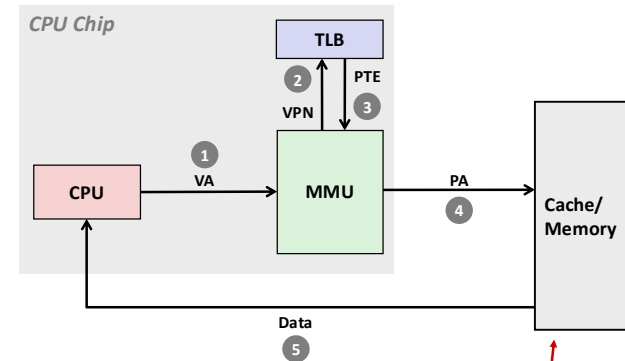 CPU Chip
TLB
2
PTE
VPN
3
1
VA
CPU
MMU
PA
4
Cache/
Memory
Data
5